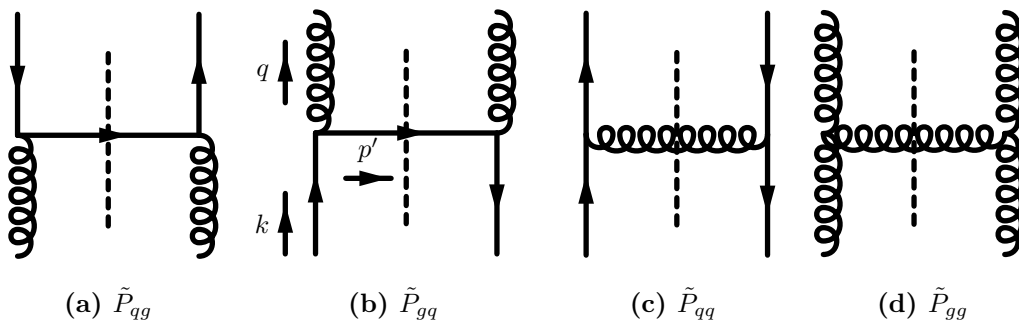 q
p′
k
(a) P̃_{qg}
(b) P̃_{gq}
(c) P̃_{qq}
(d) P̃_{gg}